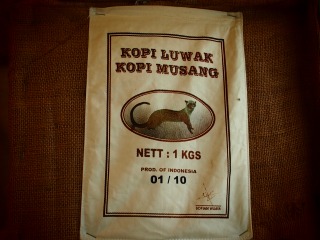 KOPI LUWAK
KOPI MUSANG
NETT : 1 KGS
PROD. OF INDONESIA
01 / 10